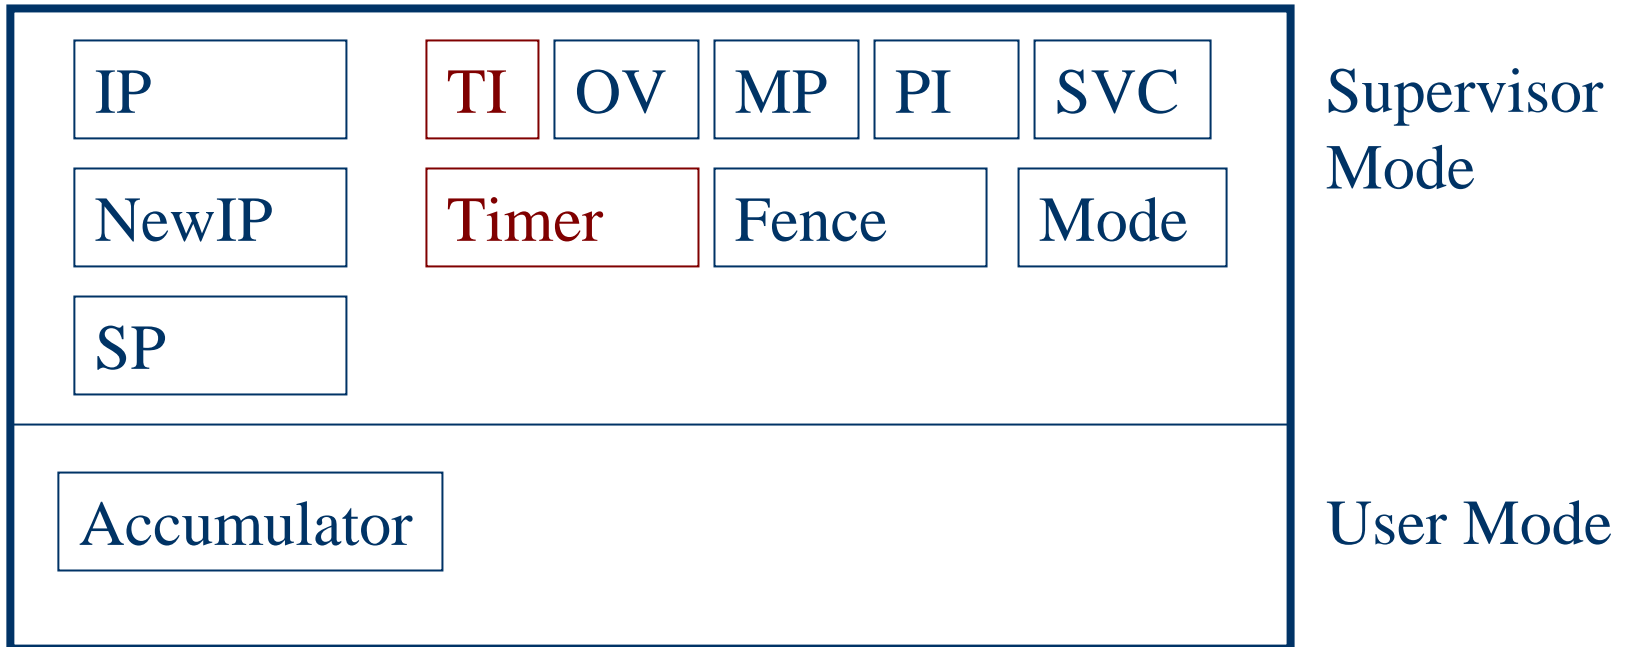 IP TI OV MP PI SVC Supervisor
Mode
NewIP Timer Fence Mode
SP
Accumulator User Mode